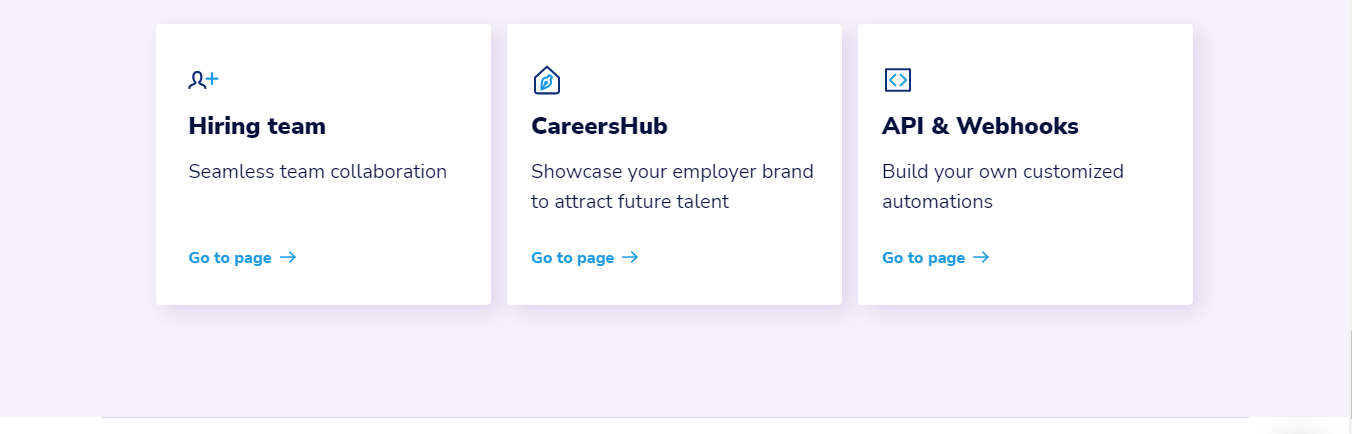 Hiring team
Seamless team collaboration
Go to page
CareersHub
Showcase your employer brand
to attract future talent
Go to page
API & Webhooks
Build your own customized
automations
Go to page